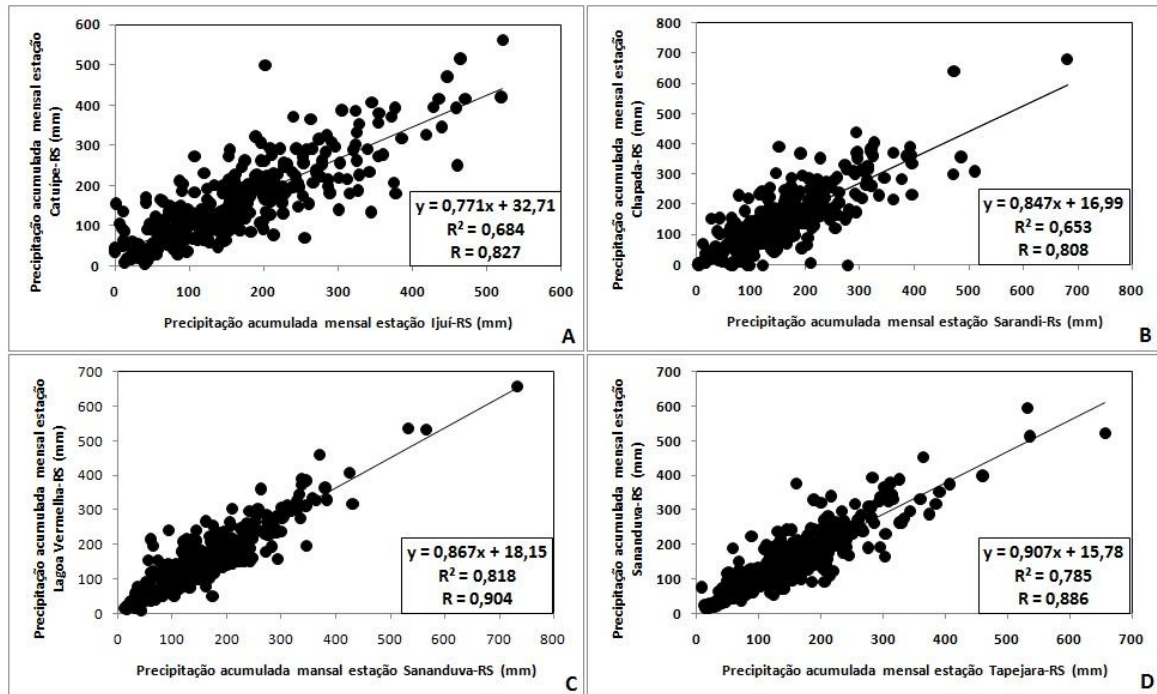 Precipitação acumulada mensal estação
Catuípe-RS (mm)
600
500
400
300
200
100
0
y = 0,771x + 32,71
R² = 0,684
R = 0,827
0 100 200 300 400 500 600
Precipitação acumulada mensal estação Ijuí-RS (mm)
A
Precipitação acumulada mensal estação
Chapada-RS (mm)
800
700
600
500
400
300
200
100
0
y = 0,847x + 16,99
R² = 0,653
R = 0,808
0 100 200 300 400 500 600 700 800
Precipitação acumulada mensal estação Sarandi-Rs (mm)
B
Precipitação acumulada mensal estação
Lagoa Vermelha-RS (mm)
700
600
500
400
300
200
100
0
y = 0,867x + 18,15
R² = 0,818
R = 0,904
0 100 200 300 400 500 600 700 800
Precipitação acumulada mansal estação Sananduva-RS (mm)
C
Precipitação acumulada mensal estação
Sananduva-RS (mm)
700
600
500
400
300
200
100
0
y = 0,907x + 15,78
R² = 0,785
R = 0,886
0 100 200 300 400 500 600 700
Precipitação acumulada mensal estação Tapejara-RS (mm)
D